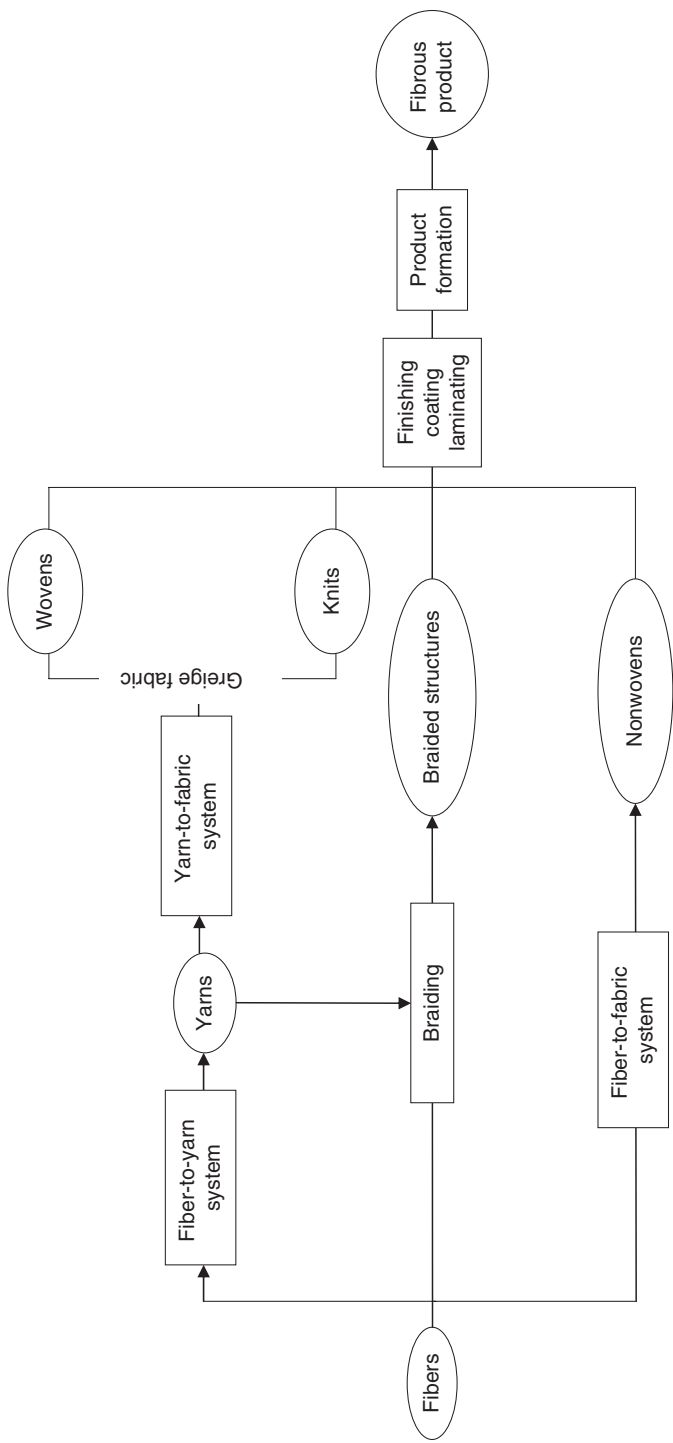 Fibers
Fiber-to-yarn
system
Yarns
Yarn-to-fabric
system
Greige fabric
Wovens
Knits
Braiding
Braided structures
Fiber-to-fabric
system
Nonwovens
Finishing
coating
laminating
Product
formation
Fibrous
product